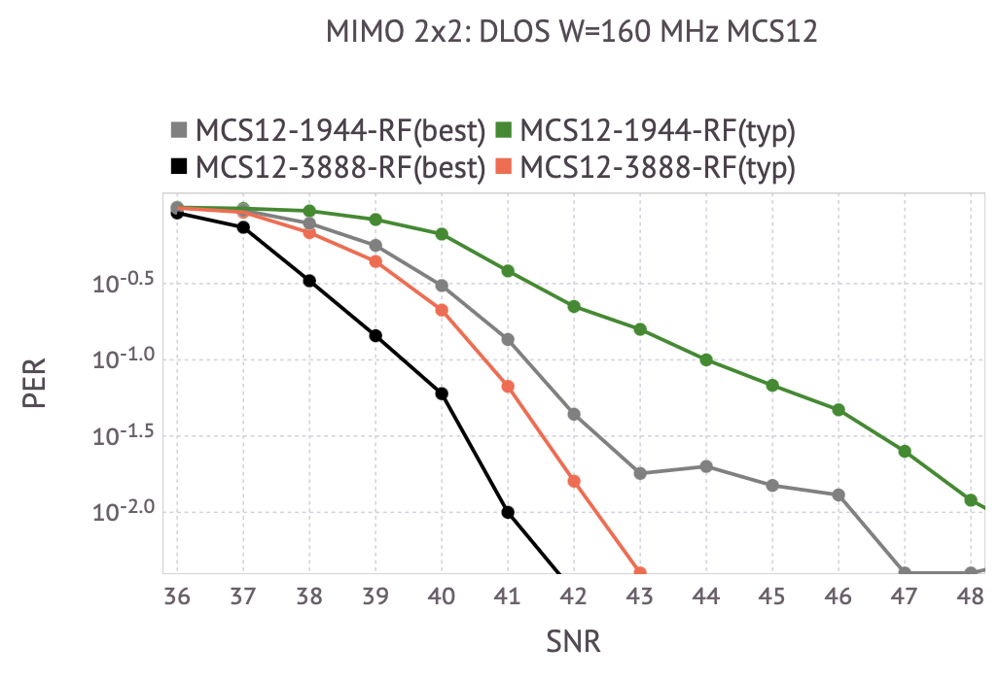 MIMO 2x2: DLOS W=160 MHz MCS12
MCS12-1944-RF(best) MCS12-1944-RF(typ)
MCS12-3888-RF(best) MCS12-3888-RF(typ)
10-0.5
10-1.0
10-1.5
10-2.0
PER
36 37 38 39 40 41 42 43 44 45 46 47 48
SNR